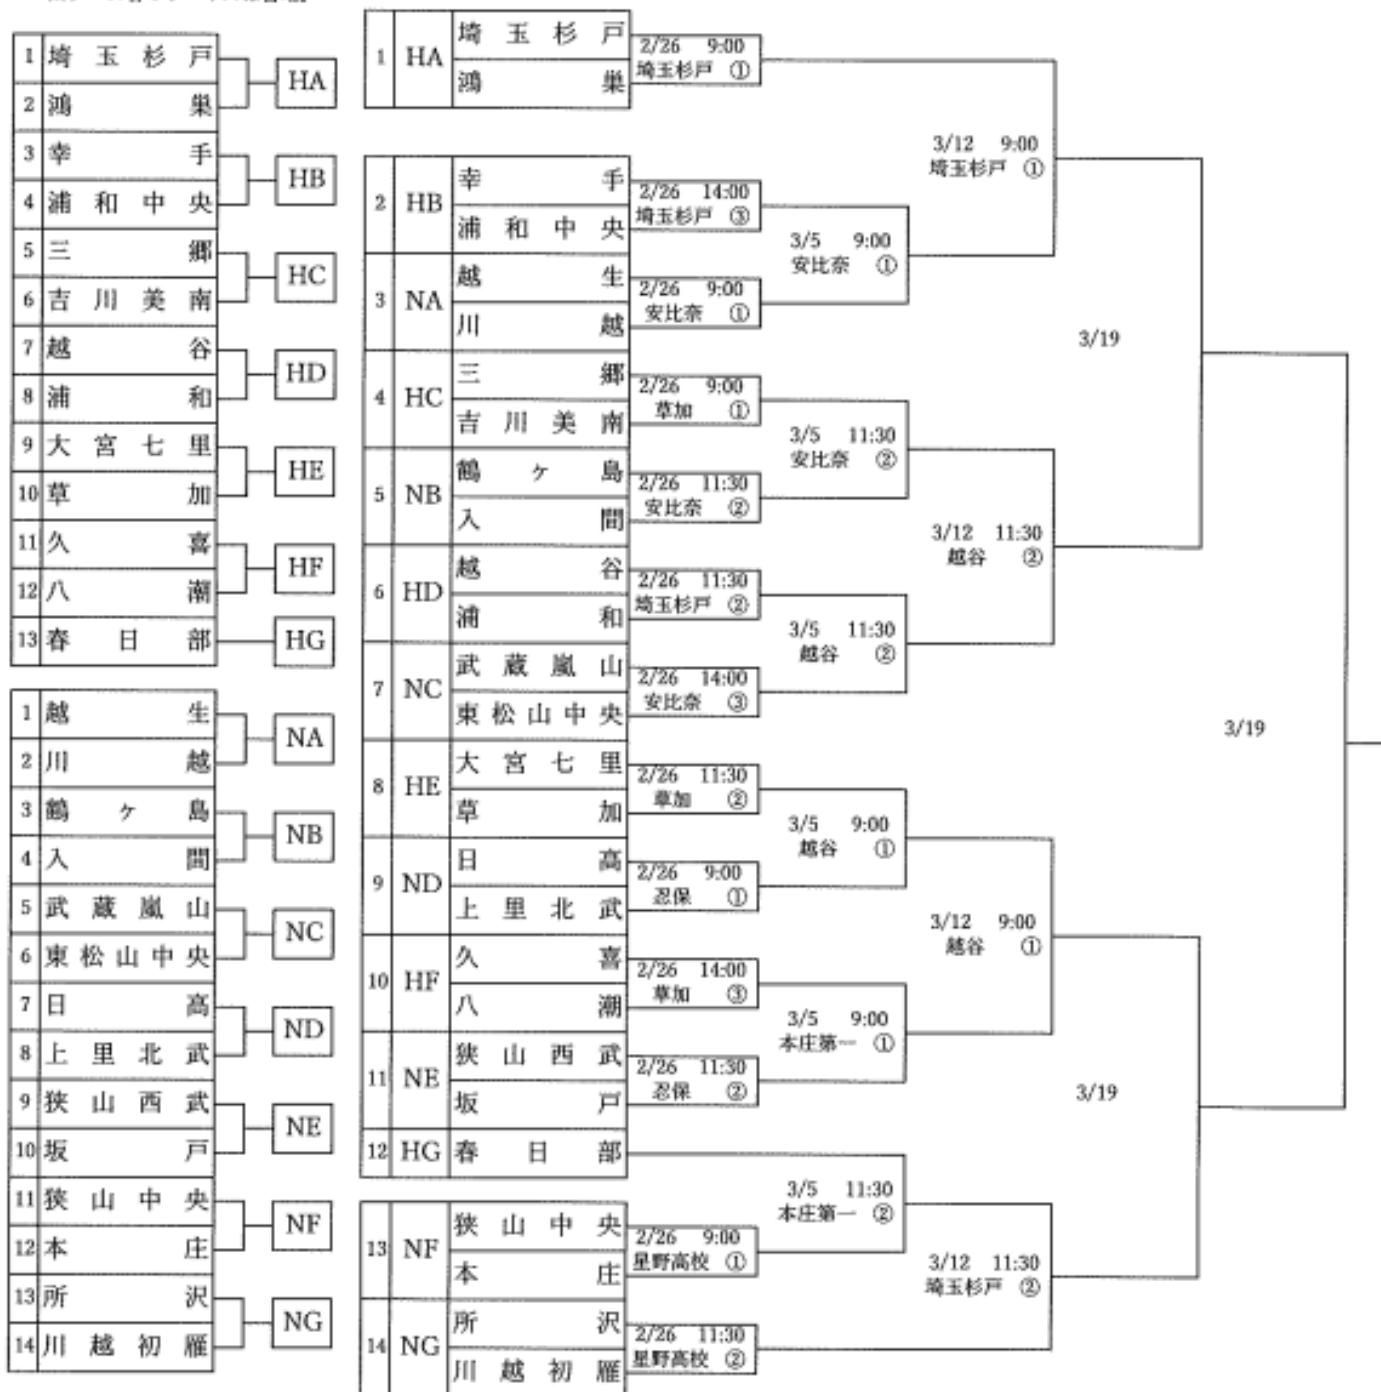 1 埼玉杉戸
2 鴻巣
HA
3 幸手
4 浦和中央
HB
5 三郷
6 吉川美南
HC
7 越谷
8 浦和
HD
9 大宮七里
10 草加
HE
11 久喜
12 八潮
HF
13 春日部
HG
1 越生
2 川越
NA
3 鶴ヶ島
4 入間
NB
5 武蔵嵐山
6 東松山中央
NC
7 日高
8 上里北武
ND
9 狭山西武
10 坂戸
NE
11 狭山中央
12 本庄
NF
13 所沢
14 川越初雁
NG
1 HA
埼玉杉戸
鴻巣
2/26 9:00
埼玉杉戸 ①
2 HB
幸手
浦和中央
2/26 14:00
埼玉杉戸 ③
3 NA
越生
川越
2/26 9:00
安比奈 ①
4 HC
三郷
吉川美南
2/26 9:00
草加 ①
5 NB
鶴ヶ島
入間
2/26 11:30
安比奈 ②
6 HD
越谷
浦和
2/26 11:30
埼玉杉戸 ②
7 NC
武蔵嵐山
東松山中央
2/26 14:00
安比奈 ③
8 HE
大宮七里
草加
2/26 11:30
草加 ②
9 ND
日高
上里北武
2/26 9:00
忍保 ①
10 HF
久喜
八潮
2/26 14:00
草加 ③
11 NE
狭山西武
坂戸
2/26 11:30
忍保 ②
12 HG 春日部
13 NF
狭山中央
本庄
2/26 9:00
星野高校 ①
14 NG
所沢
川越初雁
2/26 11:30
星野高校 ②
3/5 9:00
安比奈 ①
3/5 11:30
安比奈 ②
3/5 11:30
越谷 ②
3/5 9:00
越谷 ①
3/5 9:00
本庄第一 ①
3/5 11:30
本庄第一 ②
3/12 9:00
埼玉杉戸 ①
3/12 11:30
越谷 ②
3/12 9:00
越谷 ①
3/12 11:30
埼玉杉戸 ②
3/19
3/19
3/19